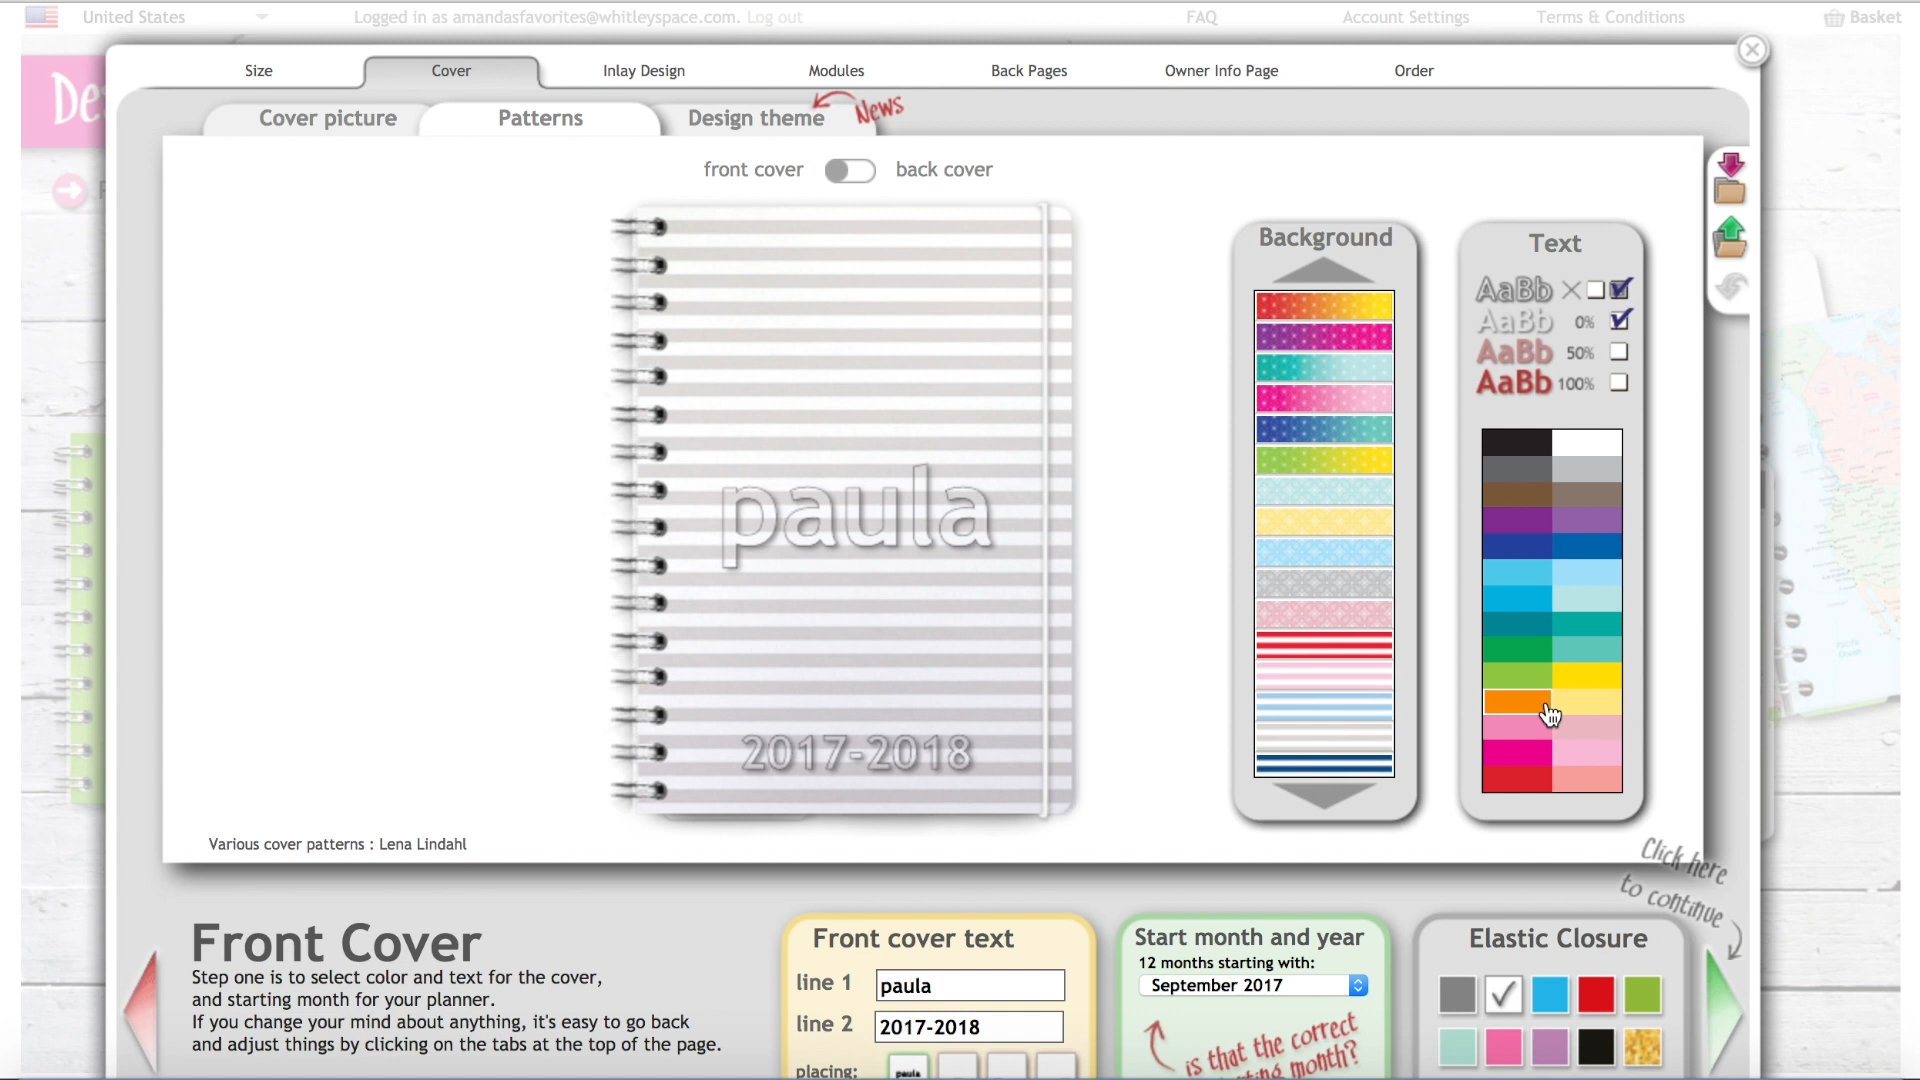 United States
Logged in as amandasfavorites@whitleyspace.com. Log out
FAQ
Account Settings
Terms & Conditions
Basket
Size
Cover
Inlay Design
Modules
Back Pages
Owner Info Page
Order
Cover picture
Patterns
Design theme
News
front cover
back cover
Background
Text
AaBb
AaBb 0%
AaBb 50%
AaBb 100%
paula
2017-2018
Various cover patterns : Lena Lindahl
Click here
to continue
Front Cover
Step one is to select color and text for the cover,
and starting month for your planner.
If you change your mind about anything, it's easy to go back
and adjust things by clicking on the tabs at the top of the page.
Front cover text
line 1 paula
line 2 2017-2018
placing:
paula
Start month and year
12 months starting with:
September 2017
is that the correct
month?
Elastic Closure